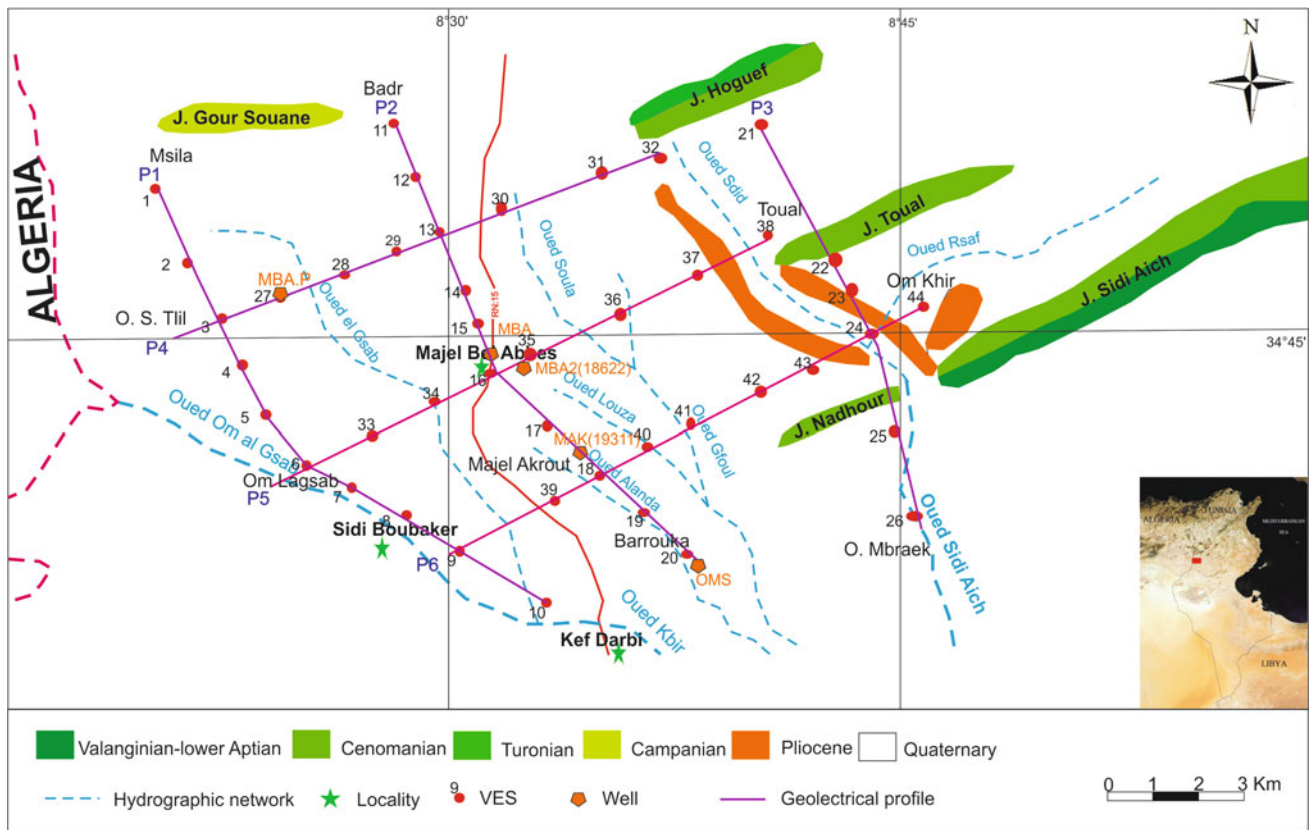 8°30'
8°45'
N
Badr
P2
11
J. Gour Souane
J. Hoguef
P3
21
Msila
P1
1
12
31
32
Oued Sdid
ALGERIA
2
13
30
29
Oued Soula
Toual
38
J. Toual
Oued Rsaf
28
MBA.P
27
37
22
Om Khir
J. Sidi Aich
14
RN:15
23
44
Oued el Gsab
36
O. S. Tlil
3
15
MBA
24
34°45'
P4
35
Majel Bel Abbes
16
MBA2(18622)
43
4
42
Oued Om al Gsab
5
34
Oued Louza
J. Nadhour
33
17
MAK(19311)
41
40
Oued Gfoul
25
6
Majel Akrout
18
Oued Alanda
Om Lagsab
P5
7
39
8
Sidi Boubaker
19
Barrouka
26
O. Mbraek
Oued Sidi Aich
P6
9
20
OMS
10
Oued Kbir
Kef Darbi
ALGERIA
TUNISIA
MEDITERRANEAN
SEA
LIBYA
Valanginian-lower Aptian
Cenomanian
Turonian
Campanian
Pliocene
Quaternary
Hydrographic network
Locality
9
VES
Well
Geolectrical profile
0 1 2 3 Km